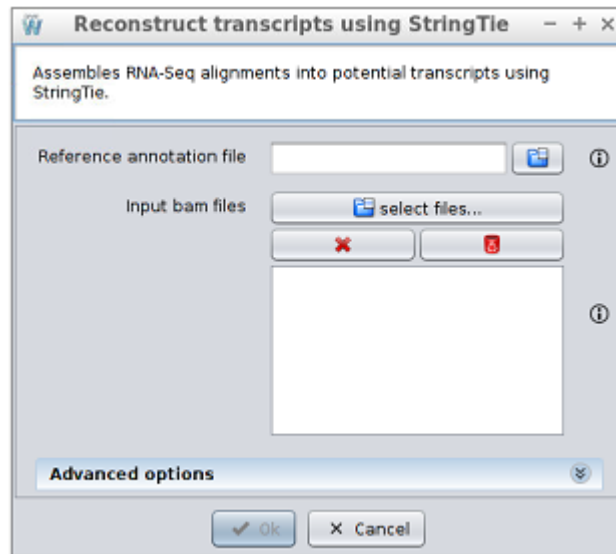 Reconstruct transcripts using StringTie
Assembles RNA-Seq alignments into potential transcripts using
StringTie.
Reference annotation file
Input bam files
select files...
Advanced options
Ok
Cancel